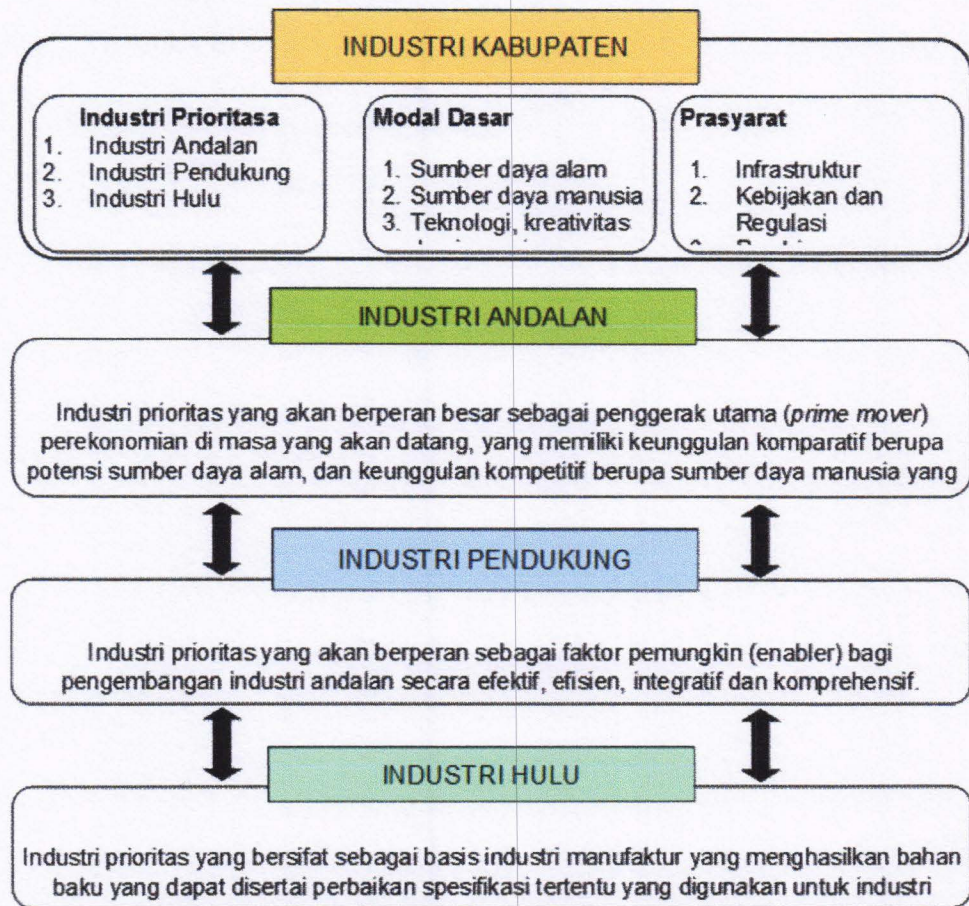 INDUSTRI KABUPATEN
Industri Prioritasa
1. Industri Andalan
2. Industri Pendukung
3. Industri Hulu
Modal Dasar
1. Sumber daya alam
2. Sumber daya manusia
3. Teknologi, kreativitas
Prasyarat
1. Infrastruktur
2. Kebijakan dan
Regulasi
INDUSTRI ANDALAN
Industri prioritas yang akan berperan besar sebagai penggerak utama (prime mover)
perekonomian di masa yang akan datang, yang memiliki keunggulan komparatif berupa
potensi sumber daya alam, dan keunggulan kompetitif berupa sumber daya manusia yang
INDUSTRI PENDUKUNG
Industri prioritas yang akan berperan sebagai faktor pemungkin (enabler) bagi
pengembangan industri andalan secara efektif, efisien, integratif dan komprehensif.
INDUSTRI HULU
Industri prioritas yang bersifat sebagai basis industri manufaktur yang menghasilkan bahan
baku yang dapat disertai perbaikan spesifikasi tertentu yang digunakan untuk industri